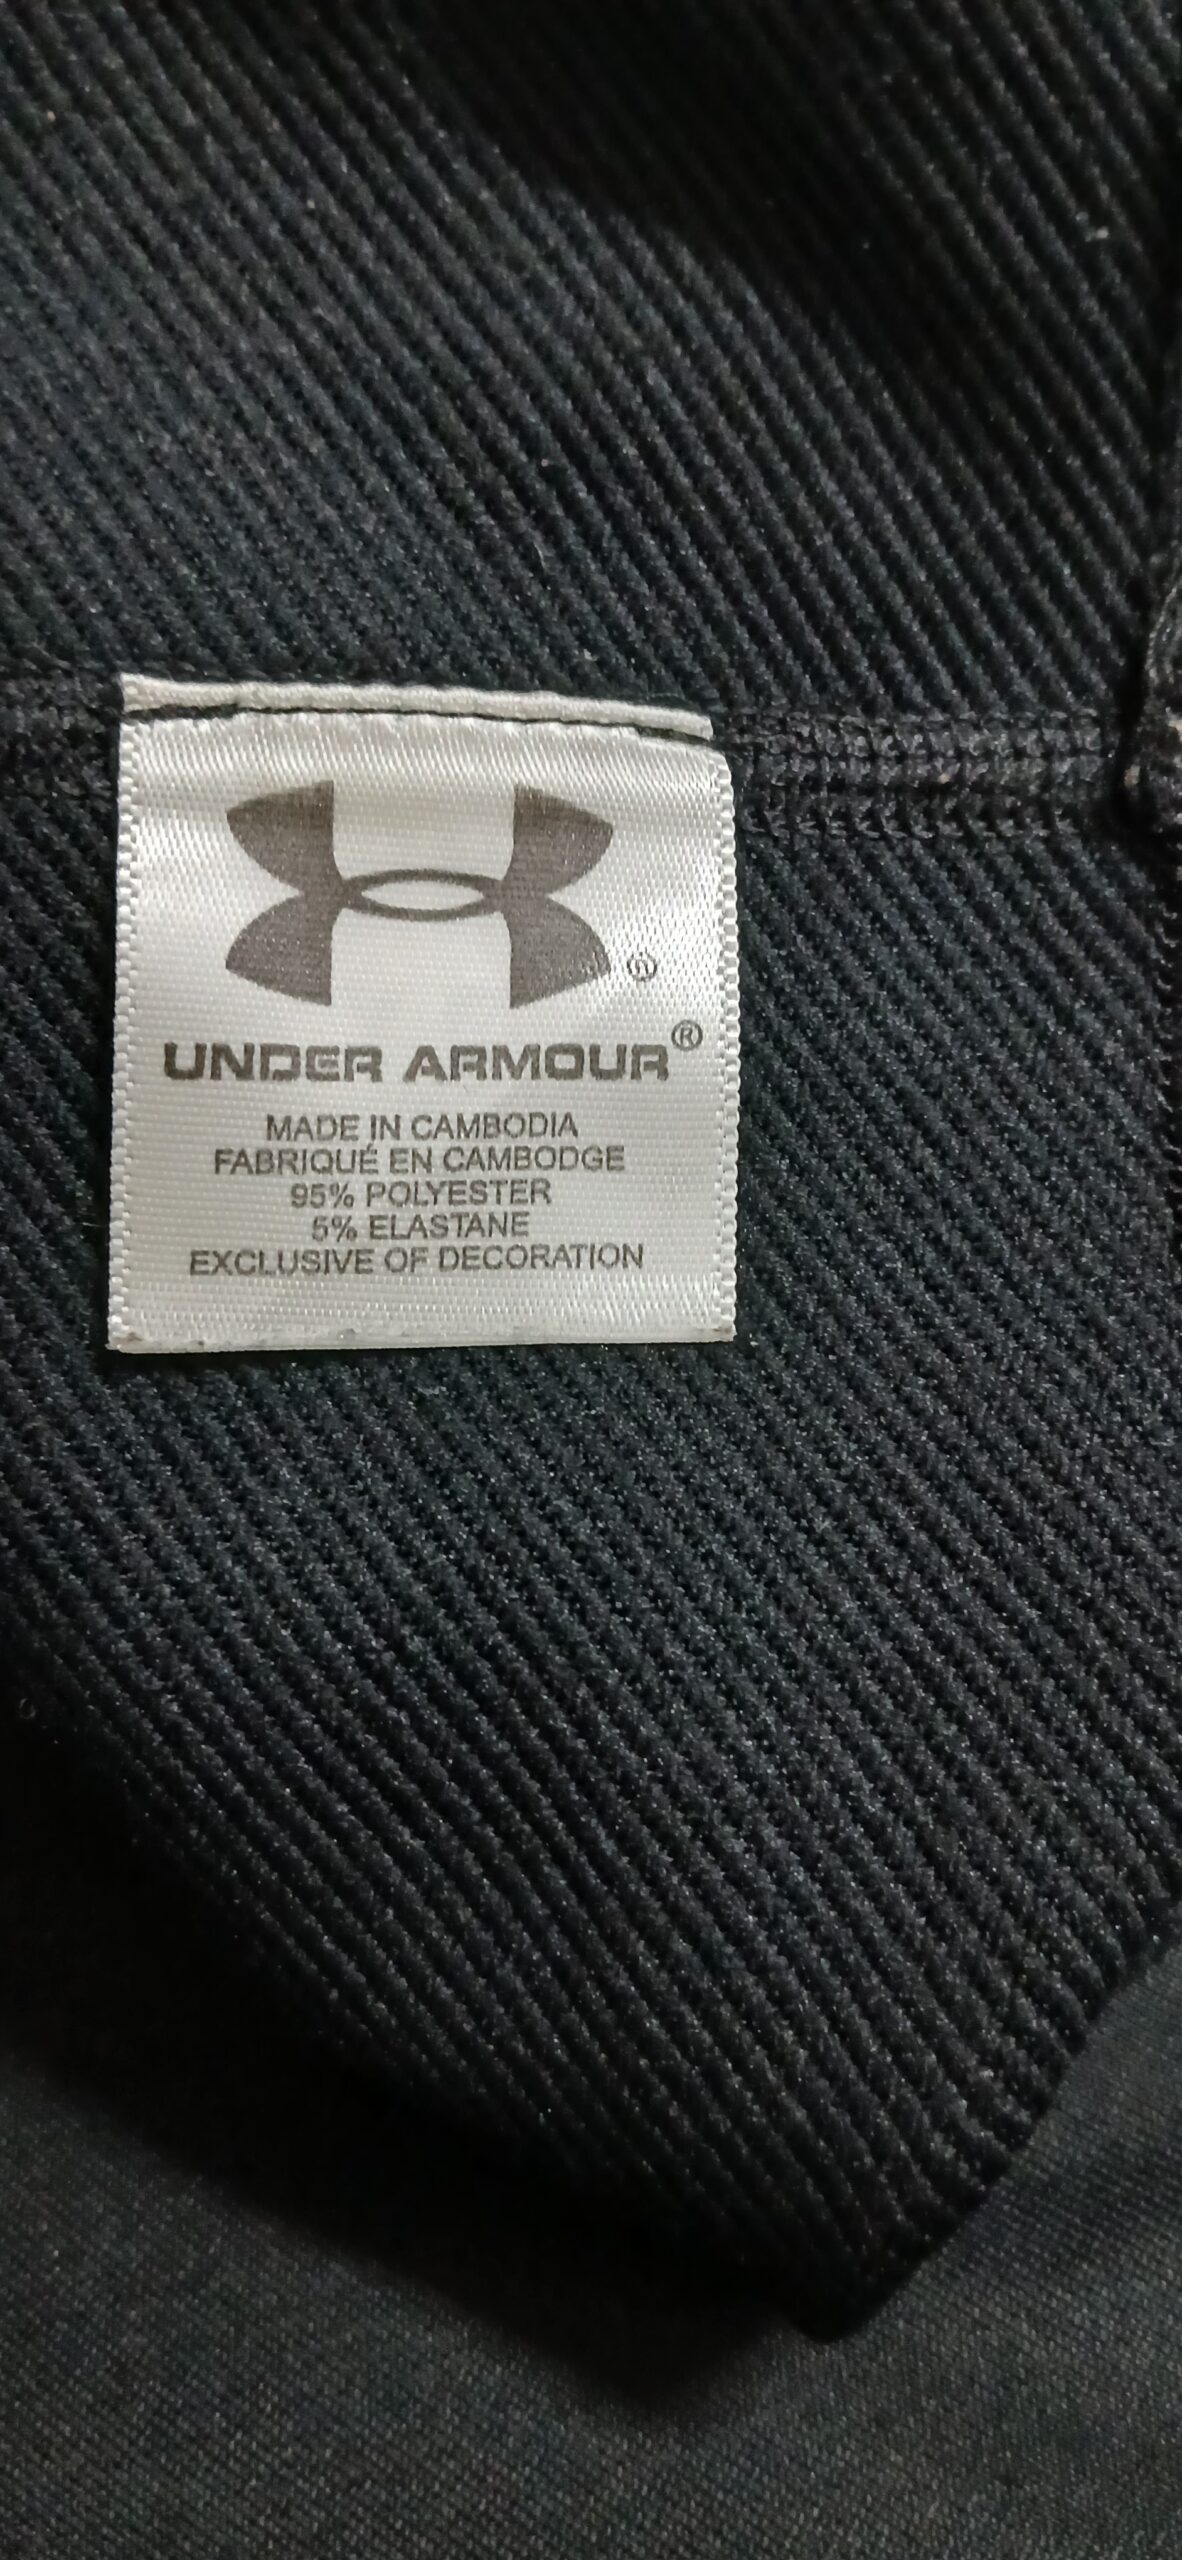 ®
UNDER ARMOUR®
MADE IN CAMBODIA
FABRIQUÉ EN CAMBODGE
95% POLYESTER
5% ELASTANE
EXCLUSIVE OF DECORATION